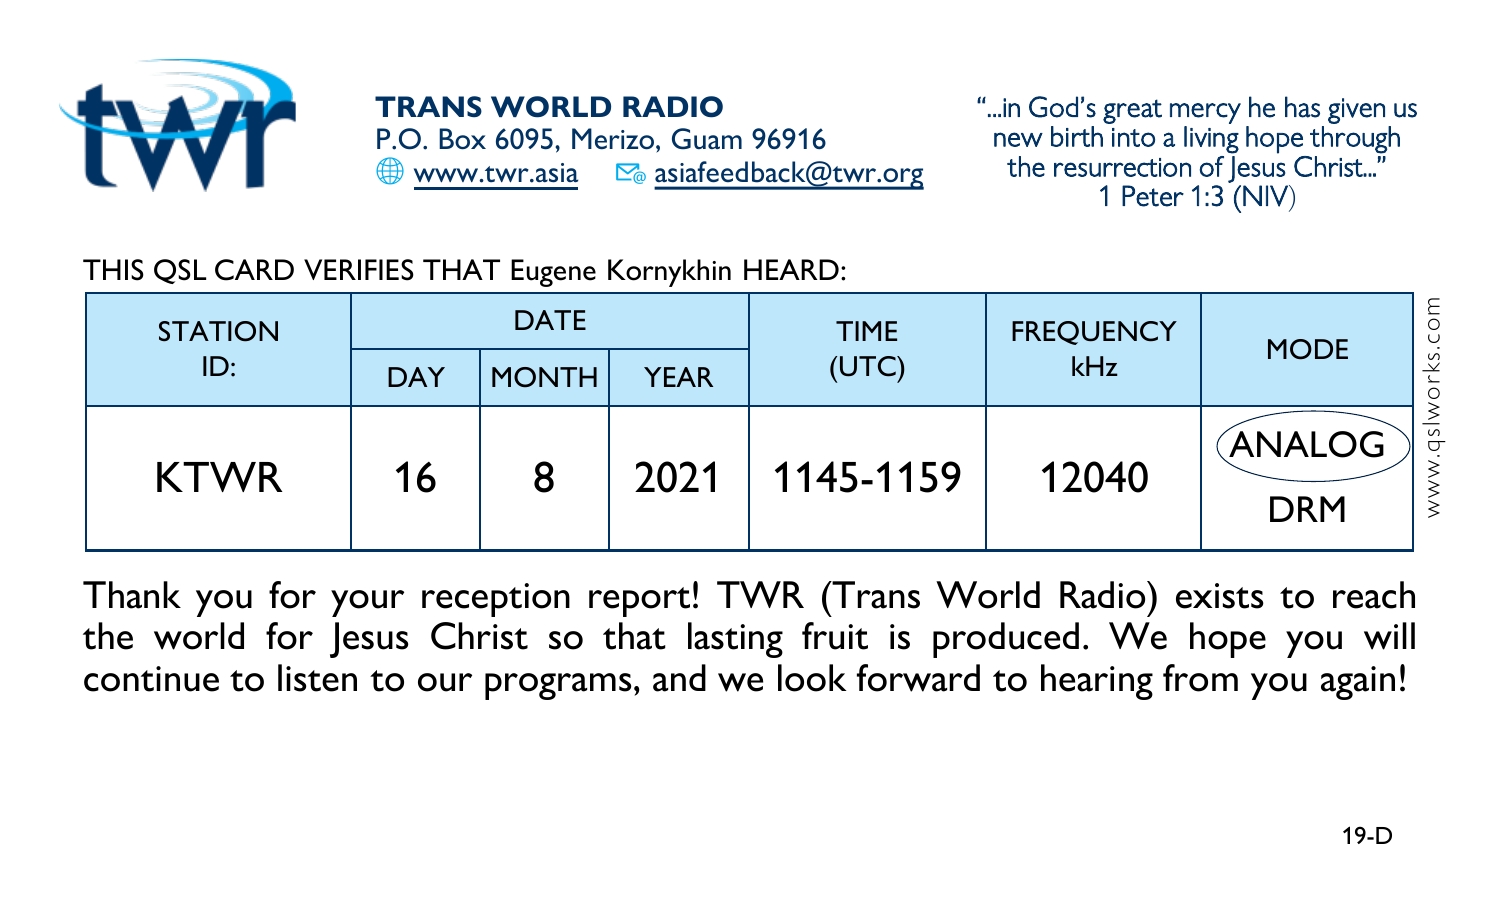 twr
TRANS WORLD RADIO
P.O. Box 6095, Merizo, Guam 96916
www.twr.asia asiafeedback@twr.org
“...in God’s great mercy he has given us
new birth into a living hope through
the resurrection of Jesus Christ...”
1 Peter 1:3 (NIV)
THIS QSL CARD VERIFIES THAT Eugene Kornykhin HEARD:
STATION
ID:
DATE
DAY MONTH YEAR
TIME
(UTC)
FREQUENCY
kHz
MODE
KTWR 16 8 2021 1145-1159 12040
ANALOG
DRM
www.qslworks.com
Thank you for your reception report! TWR (Trans World Radio) exists to reach
the world for Jesus Christ so that lasting fruit is produced. We hope you will
continue to listen to our programs, and we look forward to hearing from you again!
19-D